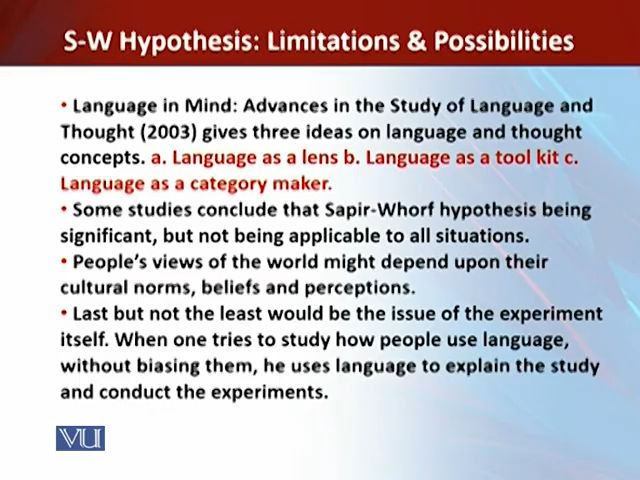 S-W Hypothesis: Limitations & Possibilities
• Language in Mind: Advances in the Study of Language and
Thought (2003) gives three ideas on language and thought
concepts. a. Language as a lens b. Language as a tool kit c.
Language as a category maker.
• Some studies conclude that Sapir-Whorf hypothesis being
significant, but not being applicable to all situations.
• People’s views of the world might depend upon their
cultural norms, beliefs and perceptions.
• Last but not the least would be the issue of the experiment
itself. When one tries to study how people use language,
without biasing them, he uses language to explain the study
and conduct the experiments.
VU